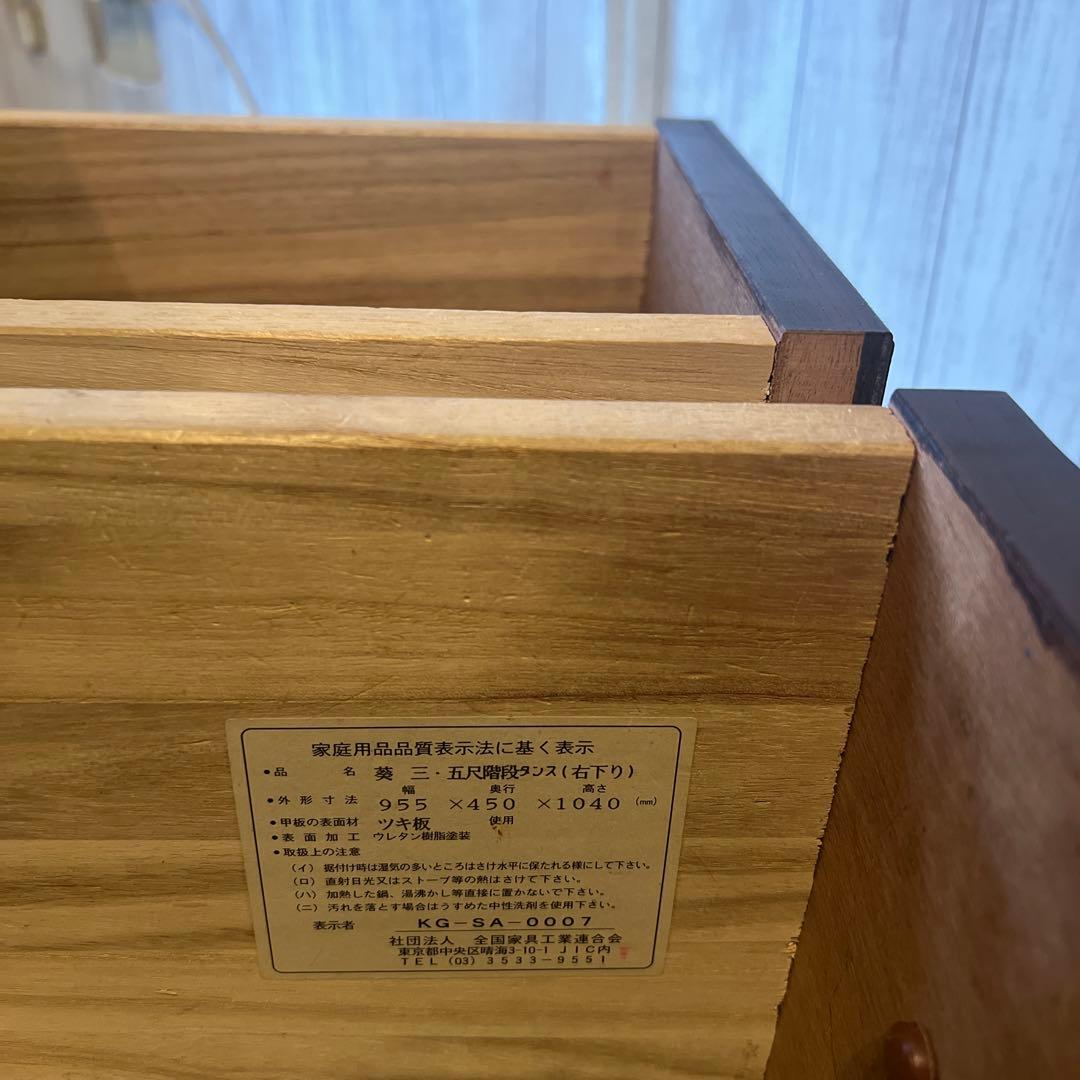 家庭用品品質表示法に基く表示
●品 名 葵 三・五尺階段タンス(右下り)
幅 奥行 高さ
●外形寸法 955 ×450 ×1040 (mm)
●甲板の表面材 ツキ板 使用
●表面加工 ウレタン樹脂塗装
●取扱上の注意
(イ) 据付け時は湿気の多いところはさけ水平に保たれる様にして下さい。
(ロ) 直射日光又はストーブ等の熱はさけて下さい。
(ハ) 加熱した鍋、湯沸かし等直接に置かないで下さい。
(ニ) 汚れを落とす場合はうすめた中性洗剤を使用下さい。
表示者 KG-SA-0007
社団法人 全国家具工業連合会
東京都中央区晴海3-10-1 JIC内
TEL (03) 3533-9551